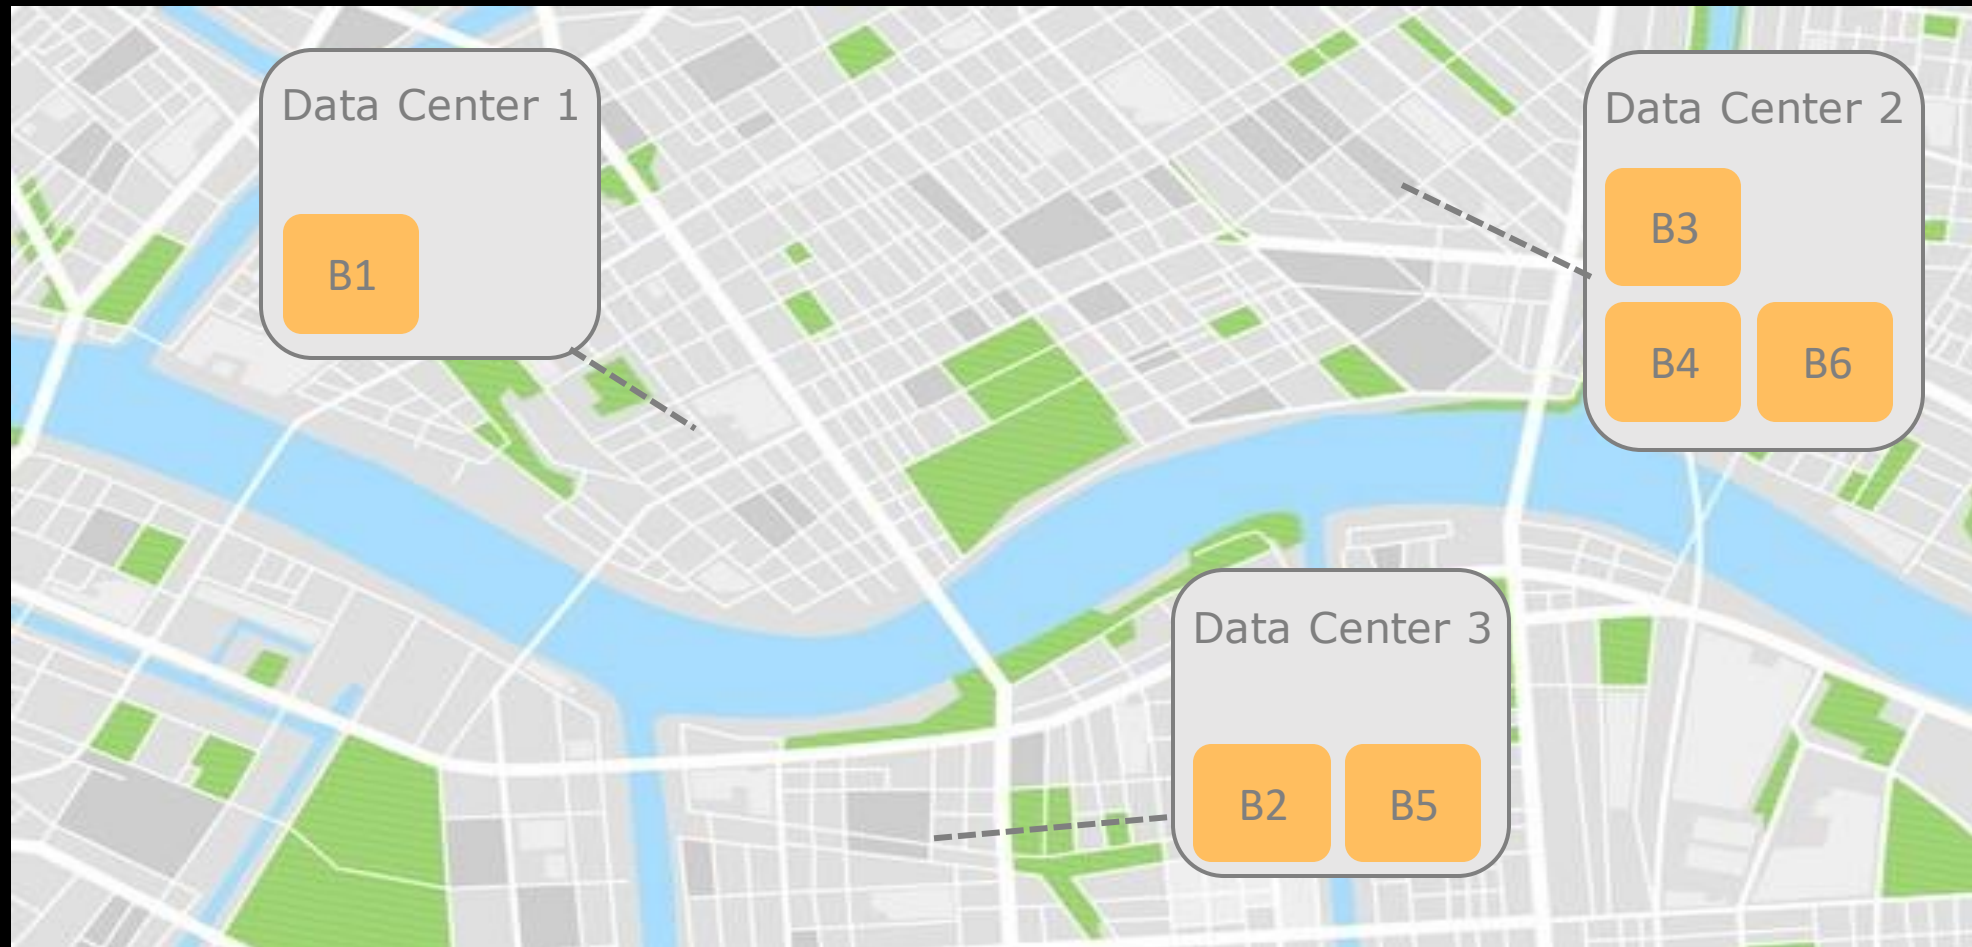 Data Center 1
B1
Data Center 2
B3
B4 B6
Data Center 3
B2 B5